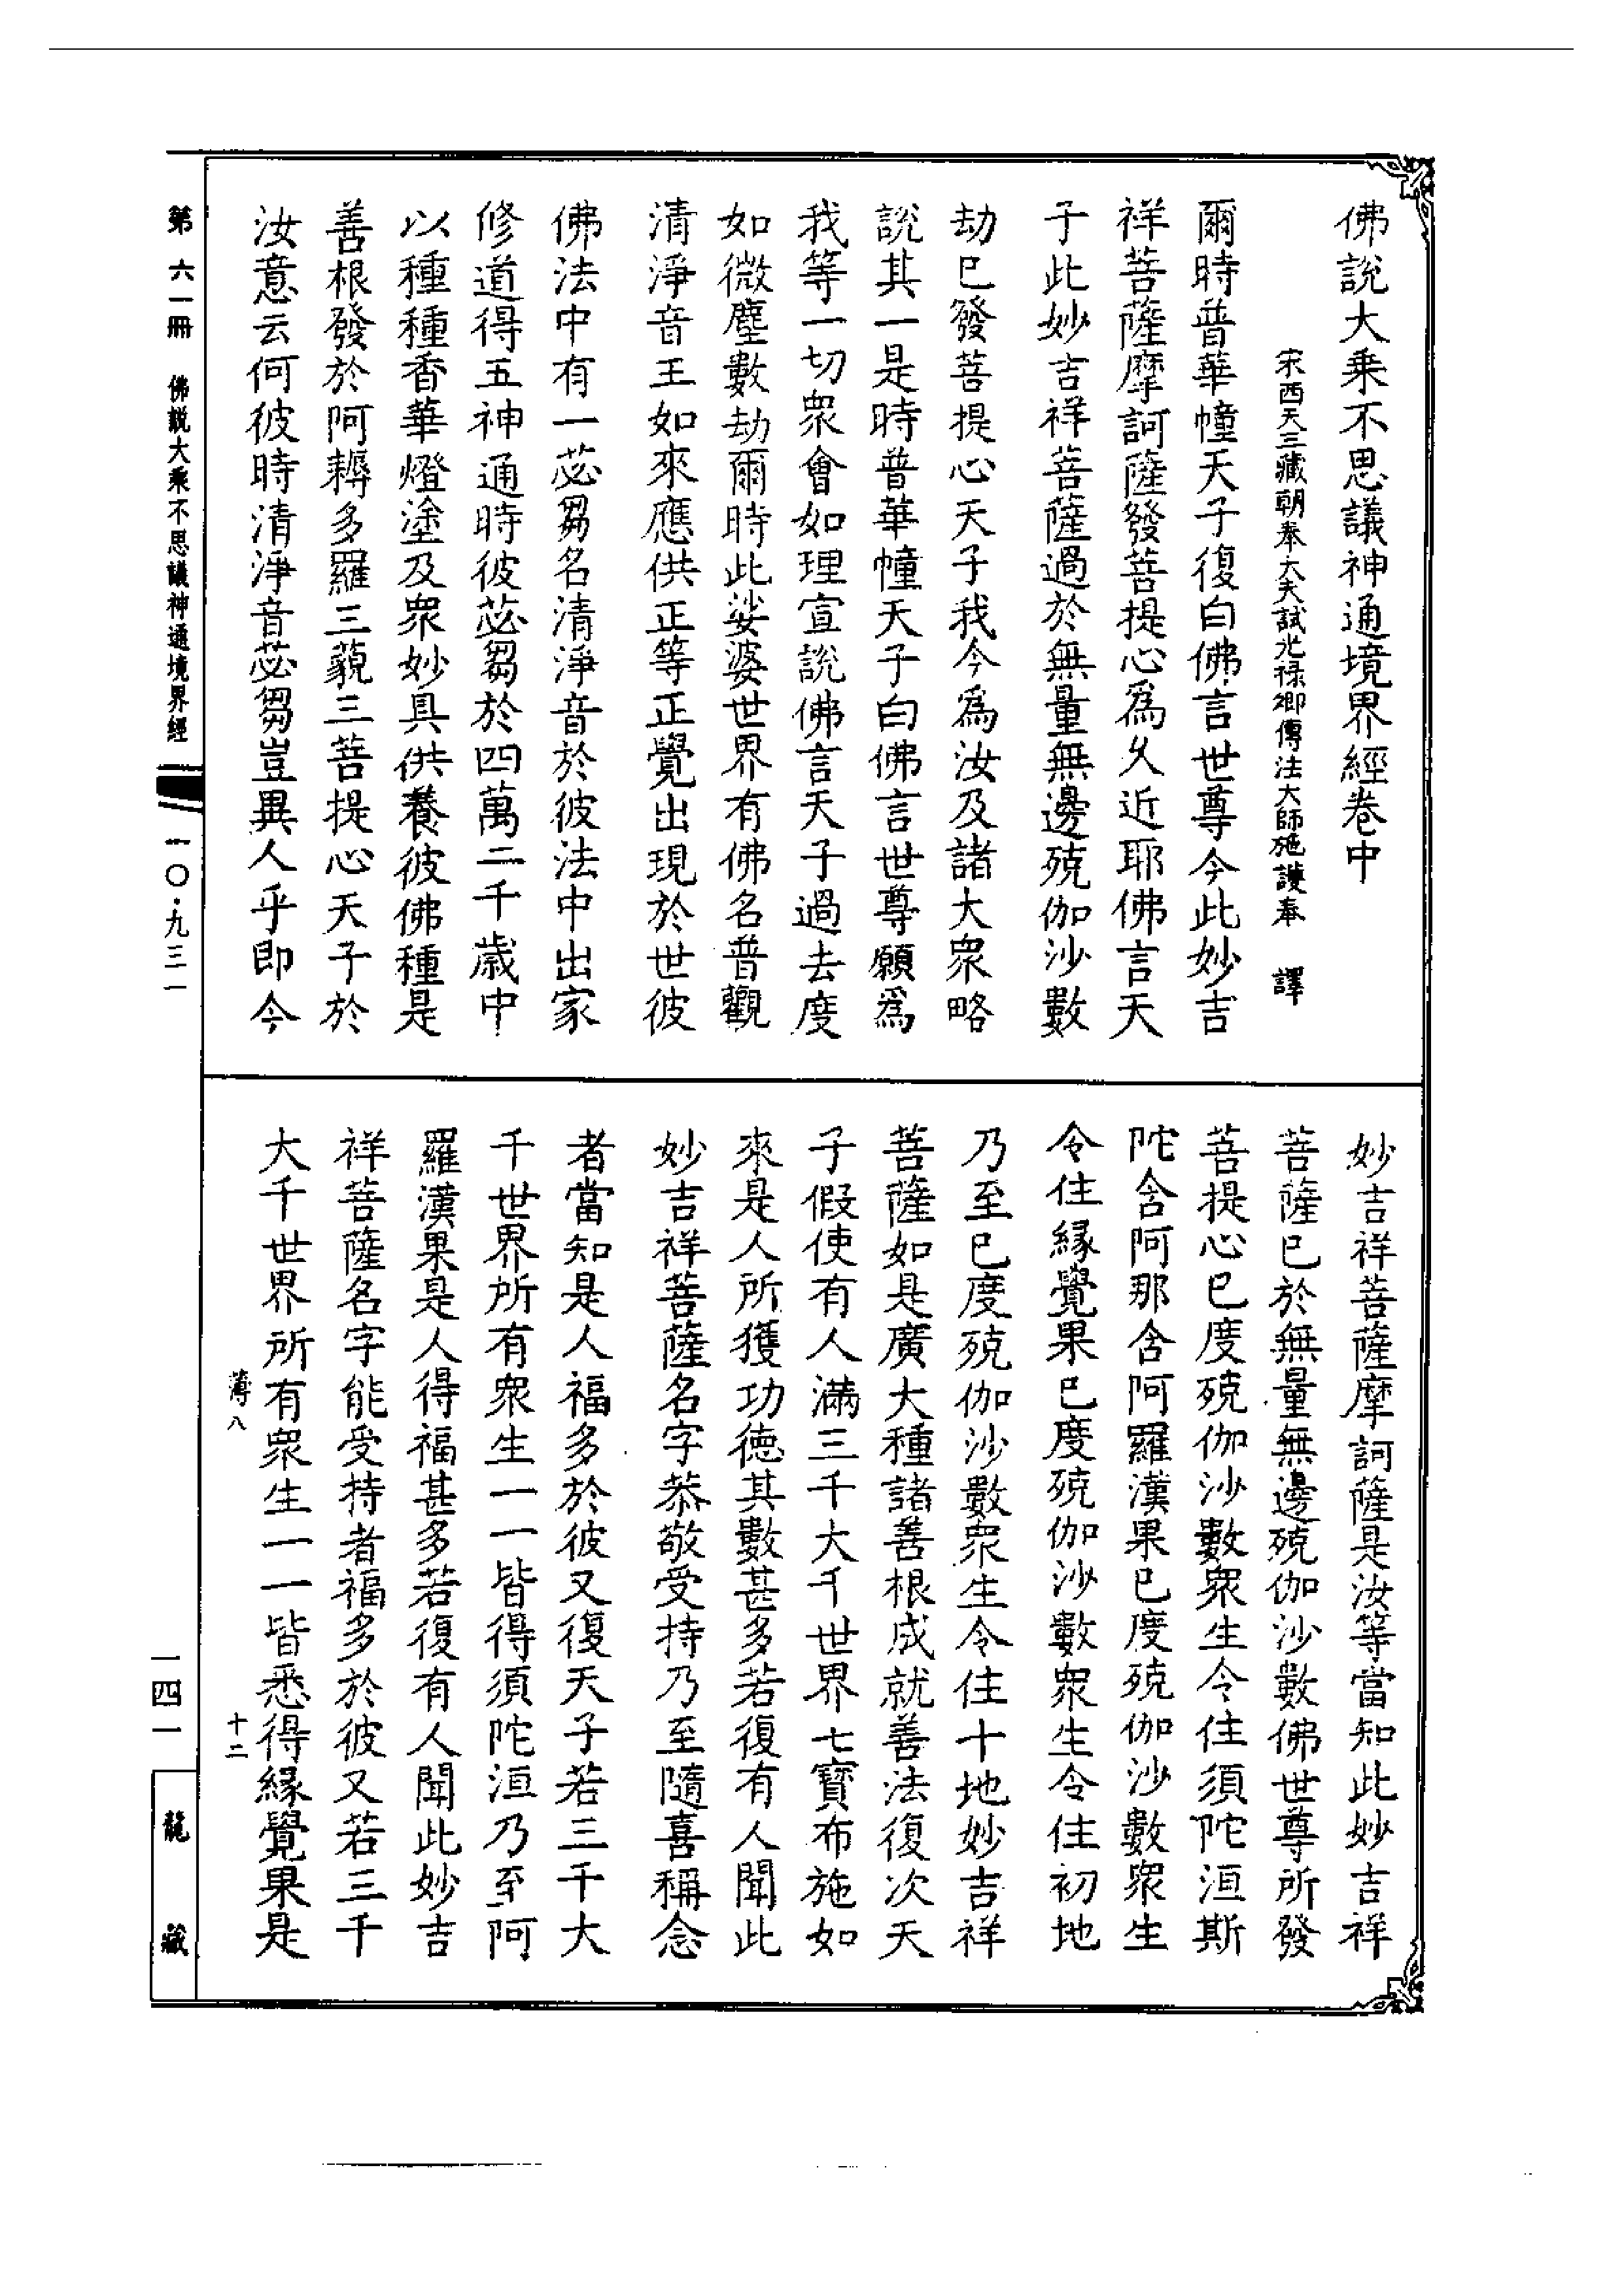 佛說大乘不思議神通境界經卷中
宋西天三藏朝奉大夫試光祿卿傳法大師施護奉　譯
爾時普華幢天子復白佛言世尊今此妙吉
祥菩薩摩訶薩發菩提心為久近耶佛言天
子此妙吉祥菩薩過於無量無邊殑伽沙數
劫已發菩提心天子我今為汝及諸大眾略
說其一是時普華幢天子白佛言世尊願為
我等一切眾會如理宣說佛言天子過去度
如微塵數劫爾時此娑婆世界有佛名普觀
清淨音王如來應供正等正覺出現於世彼
佛法中有一苾芻名清淨音於彼法中出家
修道得五神通時彼苾芻於四萬二千歲中
以種種香華燈塗及眾妙具供養彼佛種是
善根發於阿耨多羅三藐三菩提心天子於
汝意云何彼時清淨音苾芻豈異人乎即今
妙吉祥菩薩摩訶薩是汝等當知此妙吉祥
菩薩已於無量無邊殑伽沙數佛世尊所發
菩提心已度殑伽沙數眾生令住須陀洹斯
陀含阿那含阿羅漢果已度殑伽沙數眾生
令住緣覺果已度殑伽沙數眾生令住初地
乃至已度殑伽沙數眾生令住十地妙吉祥
菩薩如是廣大種諸善根成就善法復次天
子假使有人滿三千大千世界七寶布施如
來是人所獲功德其數甚多若復有人聞此
妙吉祥菩薩名字恭敬受持乃至隨喜稱念
者當知是人福多於彼又復天子若三千大
千世界所有眾生一一皆得須陀洹乃至阿
羅漢果是人得福甚多若復有人聞此妙吉
祥菩薩名字能受持者福多於彼又若三千
大千世界所有眾生一一皆悉得緣覺果是
薄八
十二
第六一冊　佛說大乘不思議神通境界經
一〇·九三一
一四一
龍藏